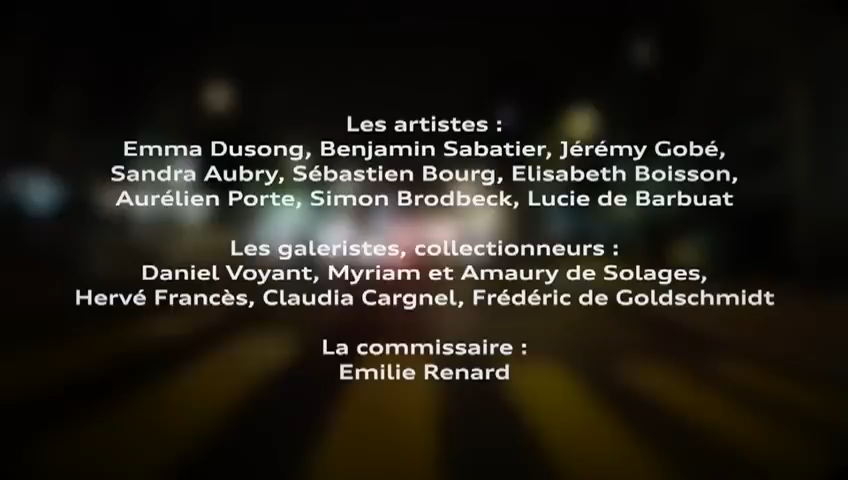 Les artistes :
Emma Dusong, Benjamin Sabatier, Jérémy Gobé,
Sandra Aubry, Sébastien Bourg, Elisabeth Boisson,
Aurélien Porte, Simon Brodbeck, Lucie de Barbuat
Les galeristes, collectionneurs :
Daniel Voyant, Myriam et Amaury de Solages,
Hervé Francès, Claudia Cargnel, Frédéric de Goldschmidt
La commissaire :
Emilie Renard